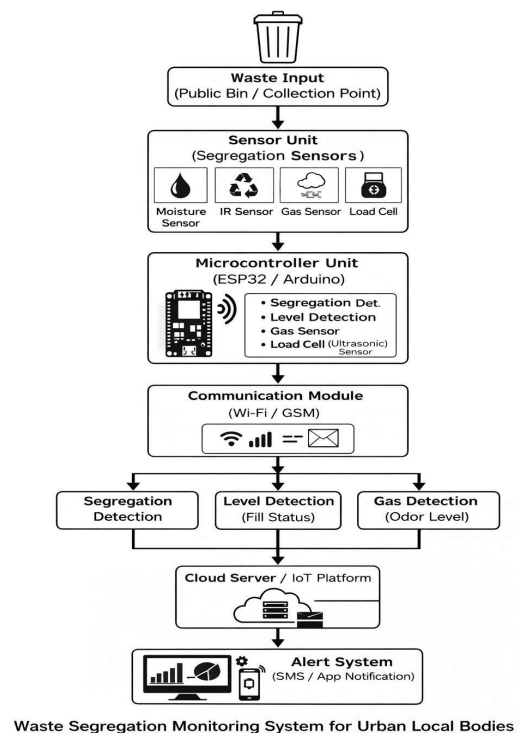 Waste Input
(Public Bin / Collection Point)
Sensor Unit
(Segregation Sensors)
Moisture
Sensor
IR Sensor
Gas Sensor
Load Cell
Microcontroller Unit
(ESP32 / Arduino)
• Segregation Det.
• Level Detection
• Gas Sensor
• Load Cell (Ultrasonic)
Sensor
Communication Module
(Wi-Fi / GSM)
Segregation
Detection
Level Detection
(Fill Status)
Gas Detection
(Odor Level)
Cloud Server / IoT Platform
Alert System
(SMS / App Notification)
Waste Segregation Monitoring System for Urban Local Bodies